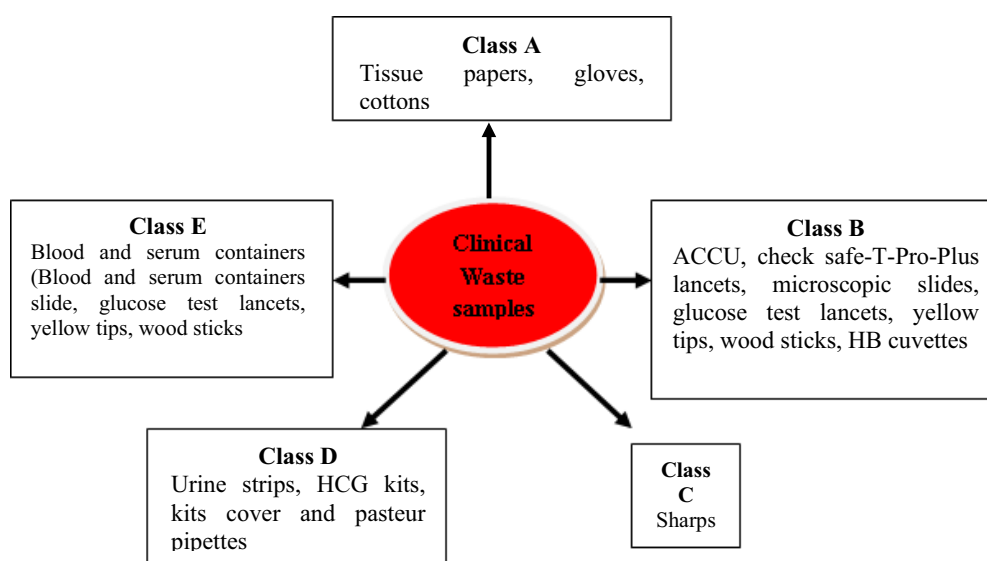 Class A
Tissue papers, gloves,
cottons
Class E
Blood and serum containers
(Blood and serum containers
slide, glucose test lancets,
yellow tips, wood sticks
Clinical
Waste
samples
Class B
ACCU, check safe-T-Pro-Plus
lancets, microscopic slides,
glucose test lancets, yellow
tips, wood sticks, HB cuvettes
Class D
Urine strips, HCG kits,
kits cover and pasteur
pipettes
Class
C
Sharps